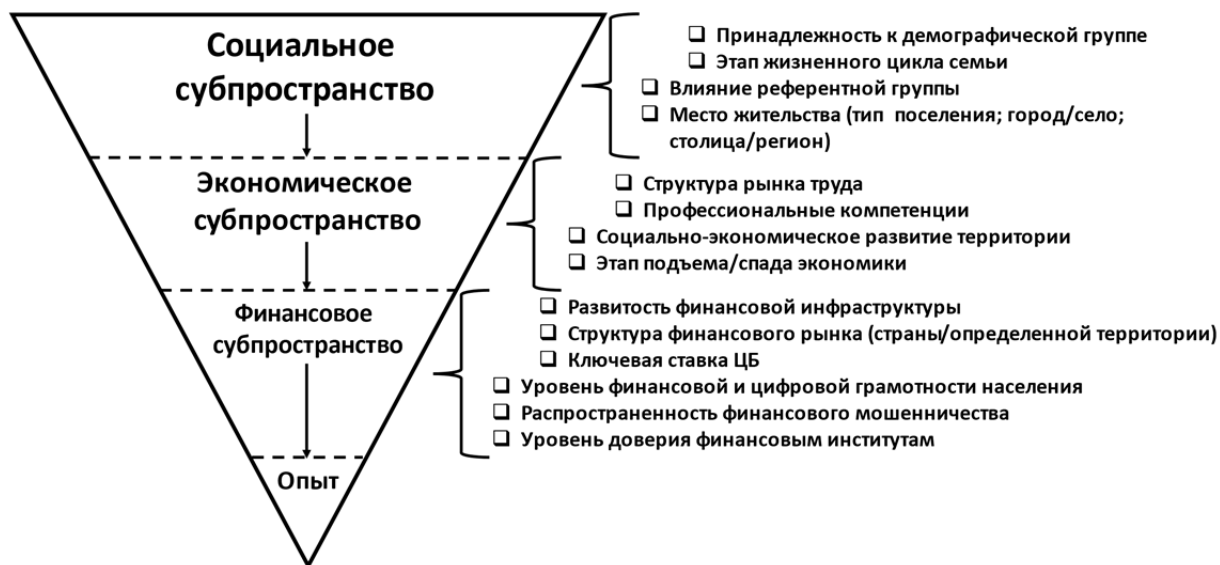 Социальное
субпространство
Принадлежность к демографической группе
Этап жизненного цикла семьи
Влияние референтной группы
Место жительства (тип поселения; город/село;
столица/регион)
Экономическое
субпространство
Структура рынка труда
Профессиональные компетенции
Социально-экономическое развитие территории
Этап подъема/спада экономики
Финансовое
субпространство
Развитость финансовой инфраструктуры
Структура финансового рынка (страны/определенной территории)
Ключевая ставка ЦБ
Уровень финансовой и цифровой грамотности населения
Распространенность финансового мошенничества
Уровень доверия финансовым институтам
Опыт